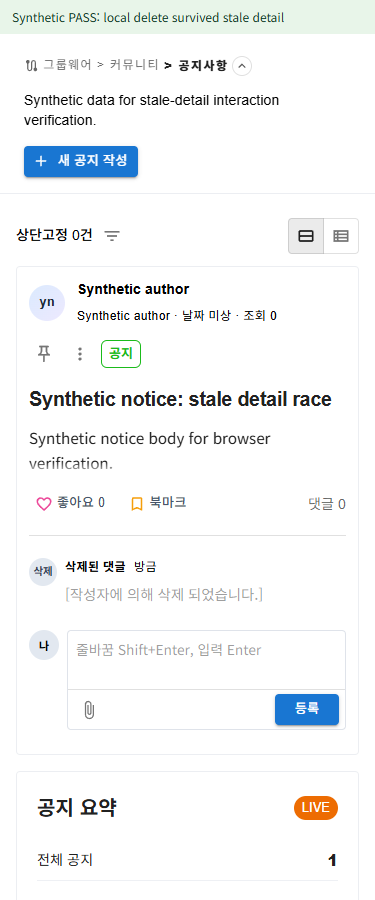 Synthetic PASS: local delete survived stale detail
그룹웨어 > 커뮤니티 > 공지사항
Synthetic data for stale-detail interaction
verification.
새 공지 작성
상단고정 0건
yn
Synthetic author
Synthetic author · 날짜 미상 · 조회 0
공지
Synthetic notice: stale detail race
Synthetic notice body for browser
verification.
좋아요 0 북마크 댓글 0
삭제 삭제된 댓글 방금
[작성자에 의해 삭제 되었습니다.]
나 줄바꿈 Shift+Enter, 입력 Enter
등록
공지 요약 LIVE
전체 공지 1